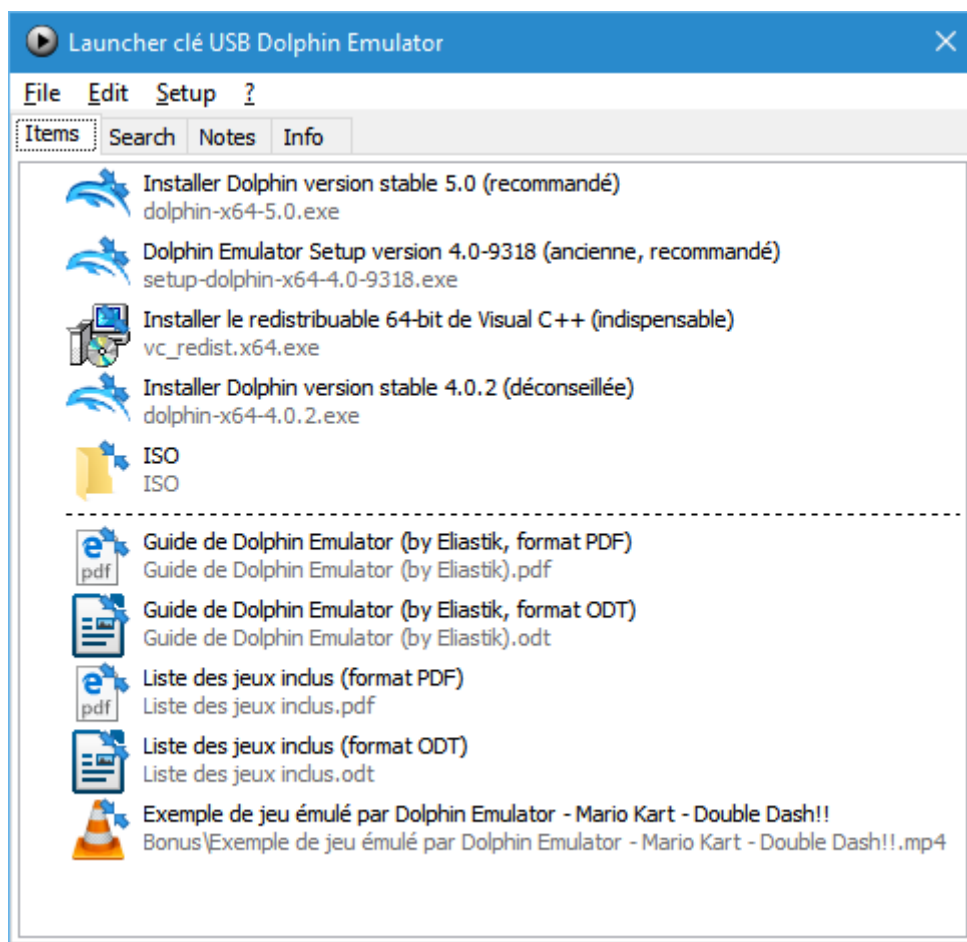 Launcher clé USB Dolphin Emulator
File Edit Setup ?
Items Search Notes Info
Installer Dolphin version stable 5.0 (recommandé)
dolphin-x64-5.0.exe
Dolphin Emulator Setup version 4.0-9318 (ancienne, recommandé)
setup-dolphin-x64-4.0-9318.exe
Installer le redistribuable 64-bit de Visual C++ (indispensable)
vc_redist.x64.exe
Installer Dolphin version stable 4.0.2 (déconseillée)
dolphin-x64-4.0.2.exe
ISO
ISO
e
pdf
Guide de Dolphin Emulator (by Eliastik, format PDF)
Guide de Dolphin Emulator (by Eliastik).pdf
Guide de Dolphin Emulator (by Eliastik, format ODT)
Guide de Dolphin Emulator (by Eliastik).odt
e
pdf
Liste des jeux inclus (format PDF)
Liste des jeux inclus.pdf
Liste des jeux inclus (format ODT)
Liste des jeux inclus.odt
Exemple de jeu émulé par Dolphin Emulator - Mario Kart - Double Dash!!
Bonus\Exemple de jeu émulé par Dolphin Emulator - Mario Kart - Double Dash!!.mp4